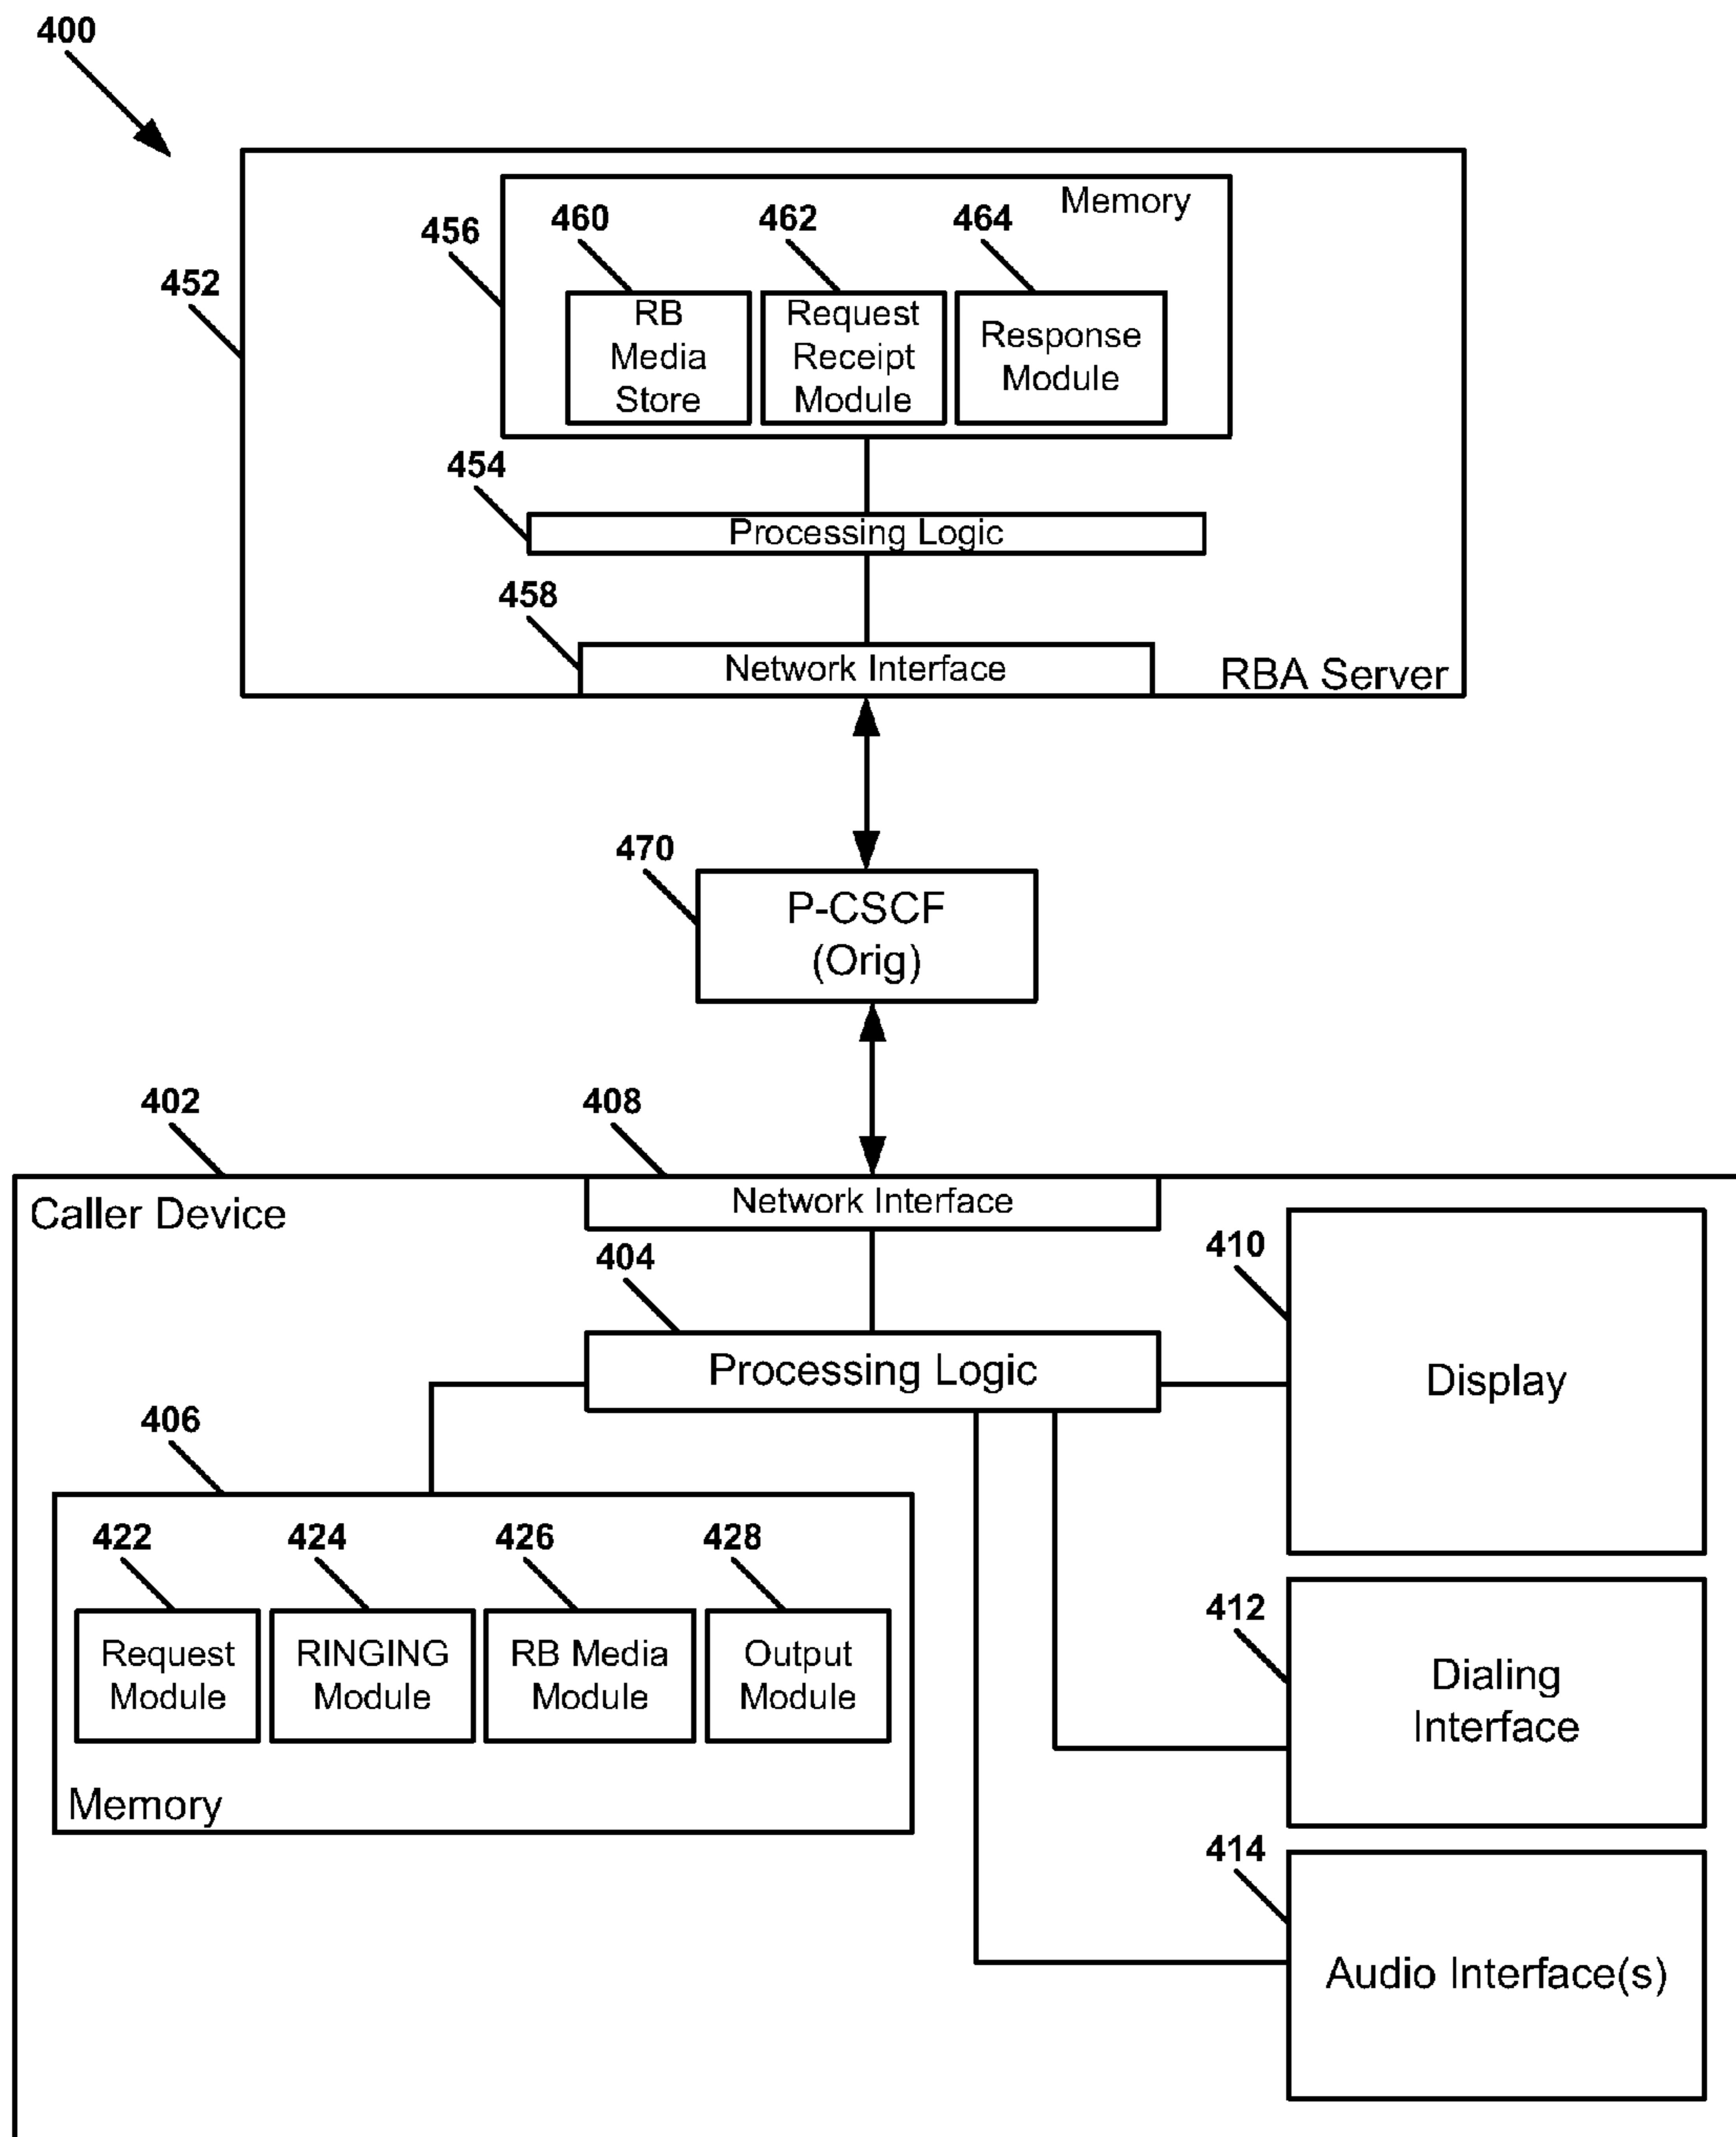 400
Memory
456
460
462
464
452
RB
Media
Store
Request
Receipt
Module
Response
Module
454
Processing Logic
458
Network Interface
RBA Server
470
P-CSCF
(Orig)
402
408
Caller Device
Network Interface
404
410
Processing Logic
Display
406
422
424
426
428
Request
Module
RINGING
Module
RB Media
Module
Output
Module
Memory
412
Dialing
Interface
414
Audio Interface(s)